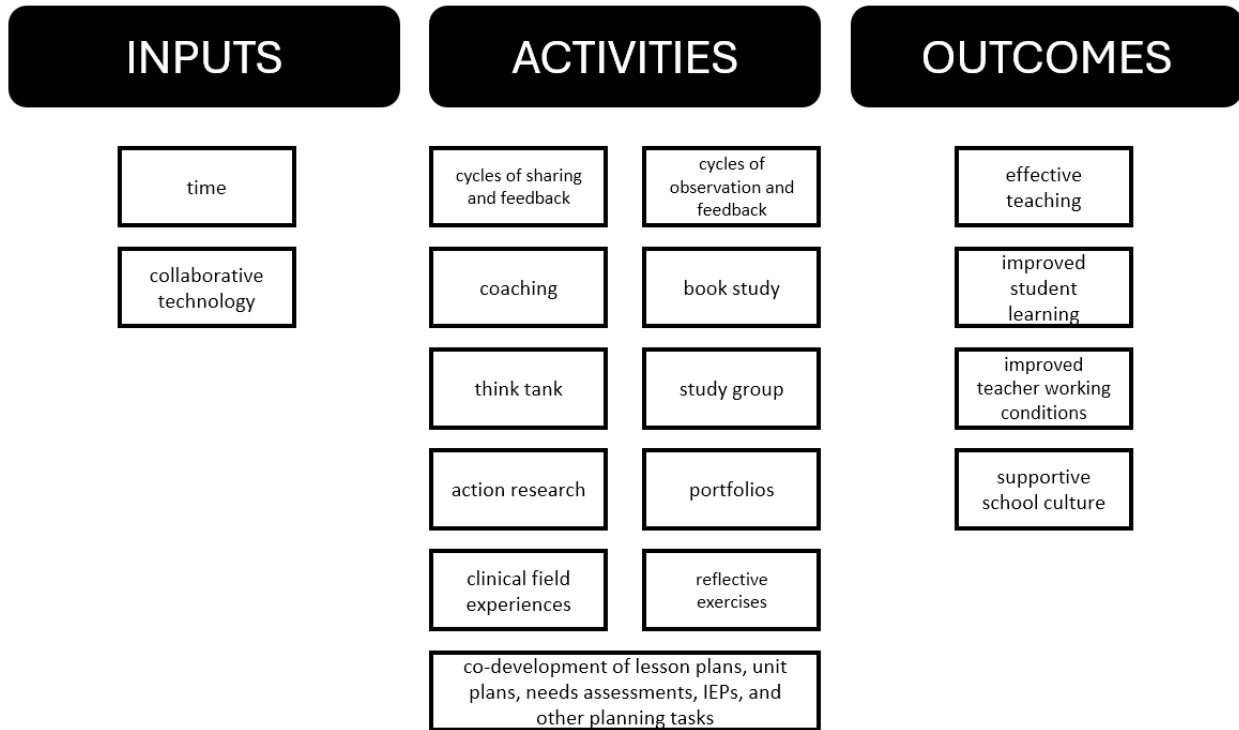 INPUTS
ACTIVITIES
OUTCOMES
time
collaborative
technology
cycles of sharing
and feedback
cycles of
observation and
feedback
coaching
book study
think tank
study group
action research
portfolios
clinical field
experiences
reflective
exercises
co-development of lesson plans, unit
plans, needs assessments, IEPs, and
other planning tasks
effective
teaching
improved
student
learning
improved
teacher working
conditions
supportive
school culture